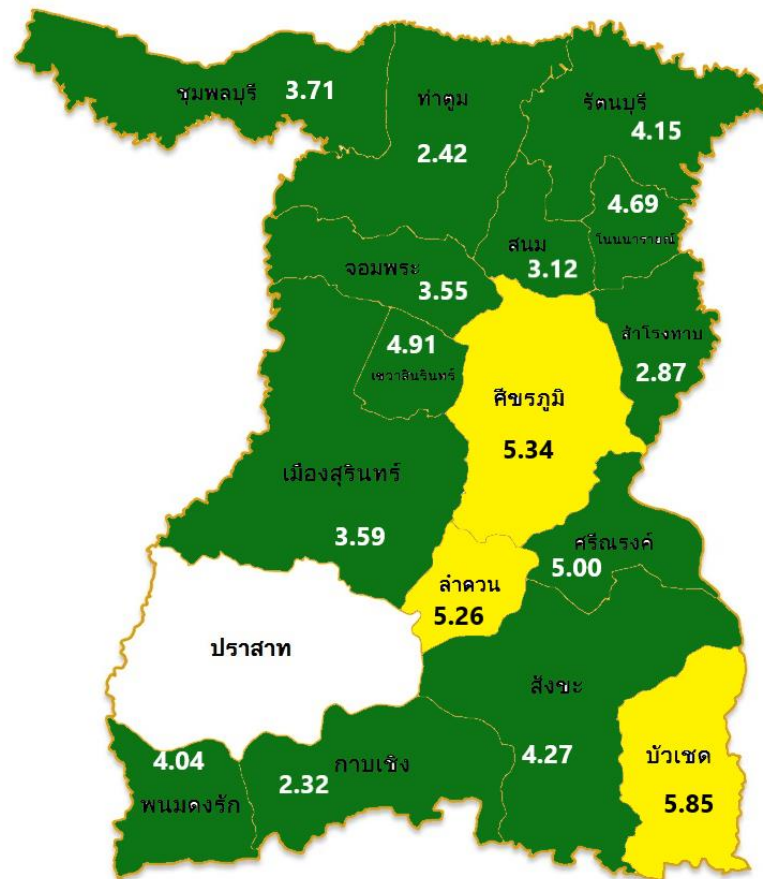 ชุมพลบุรี 3.71
ท่าตูม
2.42
รัตนบุรี
4.15
4.69
โนนนารายณ์
สนม
3.12
จอมพระ
3.55
สำโรงทาบ
2.87
4.91
เขวาสินรินทร์
ศีขรภูมิ
5.34
เมืองสุรินทร์
3.59
ศรีณรงค์
5.00
ลำดวน
5.26
ปราสาท
สังขะ
4.27
บัวเชด
5.85
กาบเชิง
2.32
4.04
พนมดงรัก